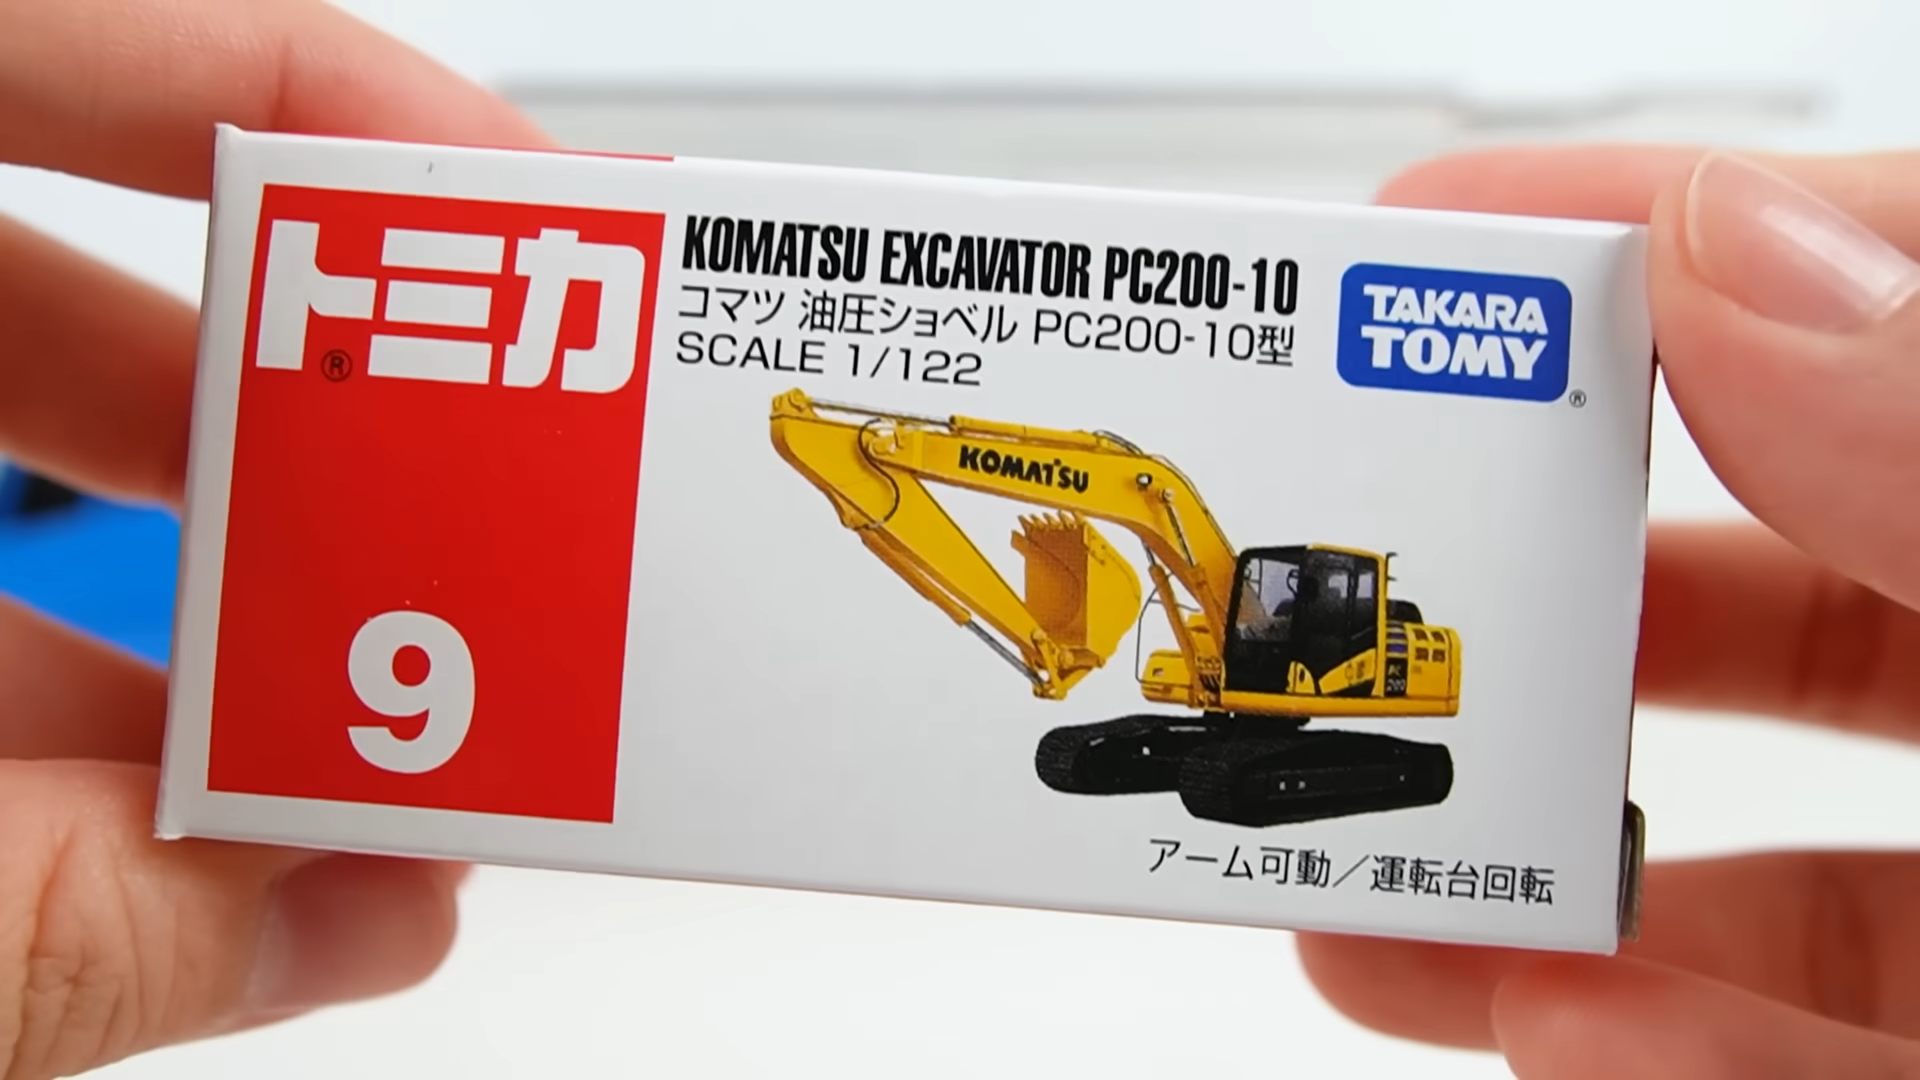 トミカ
®
9
KOMATSU EXCAVATOR PC200-10
コマツ 油圧ショベル PC200-10型
SCALE 1/122
TAKARA
TOMY
®
KOMATSU
アーム可動/運転台回転